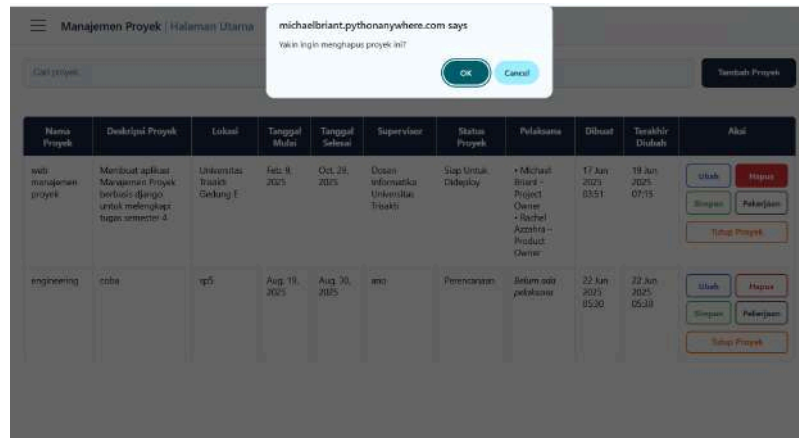 Manajemen Proyek | Halaman Utama
michaelbriant.pythonanywhere.com says
Yakin ingin menghapus proyek ini?
OK Cancel
Cari proyek
Tambah Proyek
Nama Proyek Deskripsi Proyek Lokasi Tanggal Mulai Tanggal Selesai Supervisor Status Proyek Pelaksana Dibuat Terakhir Diubah Aksi
web manajemen proyek
Membuat aplikasi Manajemen Proyek berbasis django untuk melengkapi tugas semester 4
Universitas Trisakti Gedung E
Feb. 9, 2025
Oct. 29, 2025
Dosen Informatika Universitas Trisakti
Siap Untuk Dideploy
• Michael Briant – Project Owner
• Rachel Azzahra – Product Owner
17 Jun 2025 03:51
19 Jun 2025 07:15
Ubah Hapus
Simpan Pekerjaan
Tutup Proyek
engineering
coba
rp5
Aug. 19, 2025
Aug. 30, 2025
ano
Perencanaan
Belum ada pelaksana
22 Jun 2025 05:30
22 Jun 2025 05:30
Ubah Hapus
Simpan Pekerjaan
Tutup Proyek